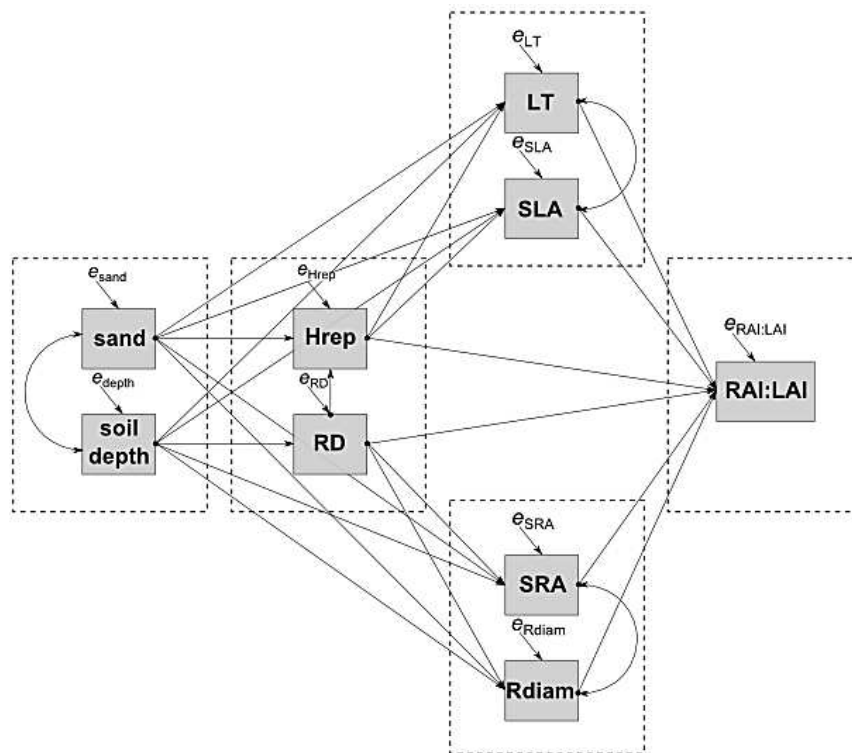 eLT
LT
eSLA
SLA
esand
sand
edepth
soil
depth
eHrep
Hrep
eRD
RD
eRAI:LAI
RAI:LAI
eSRA
SRA
eRdiam
Rdiam